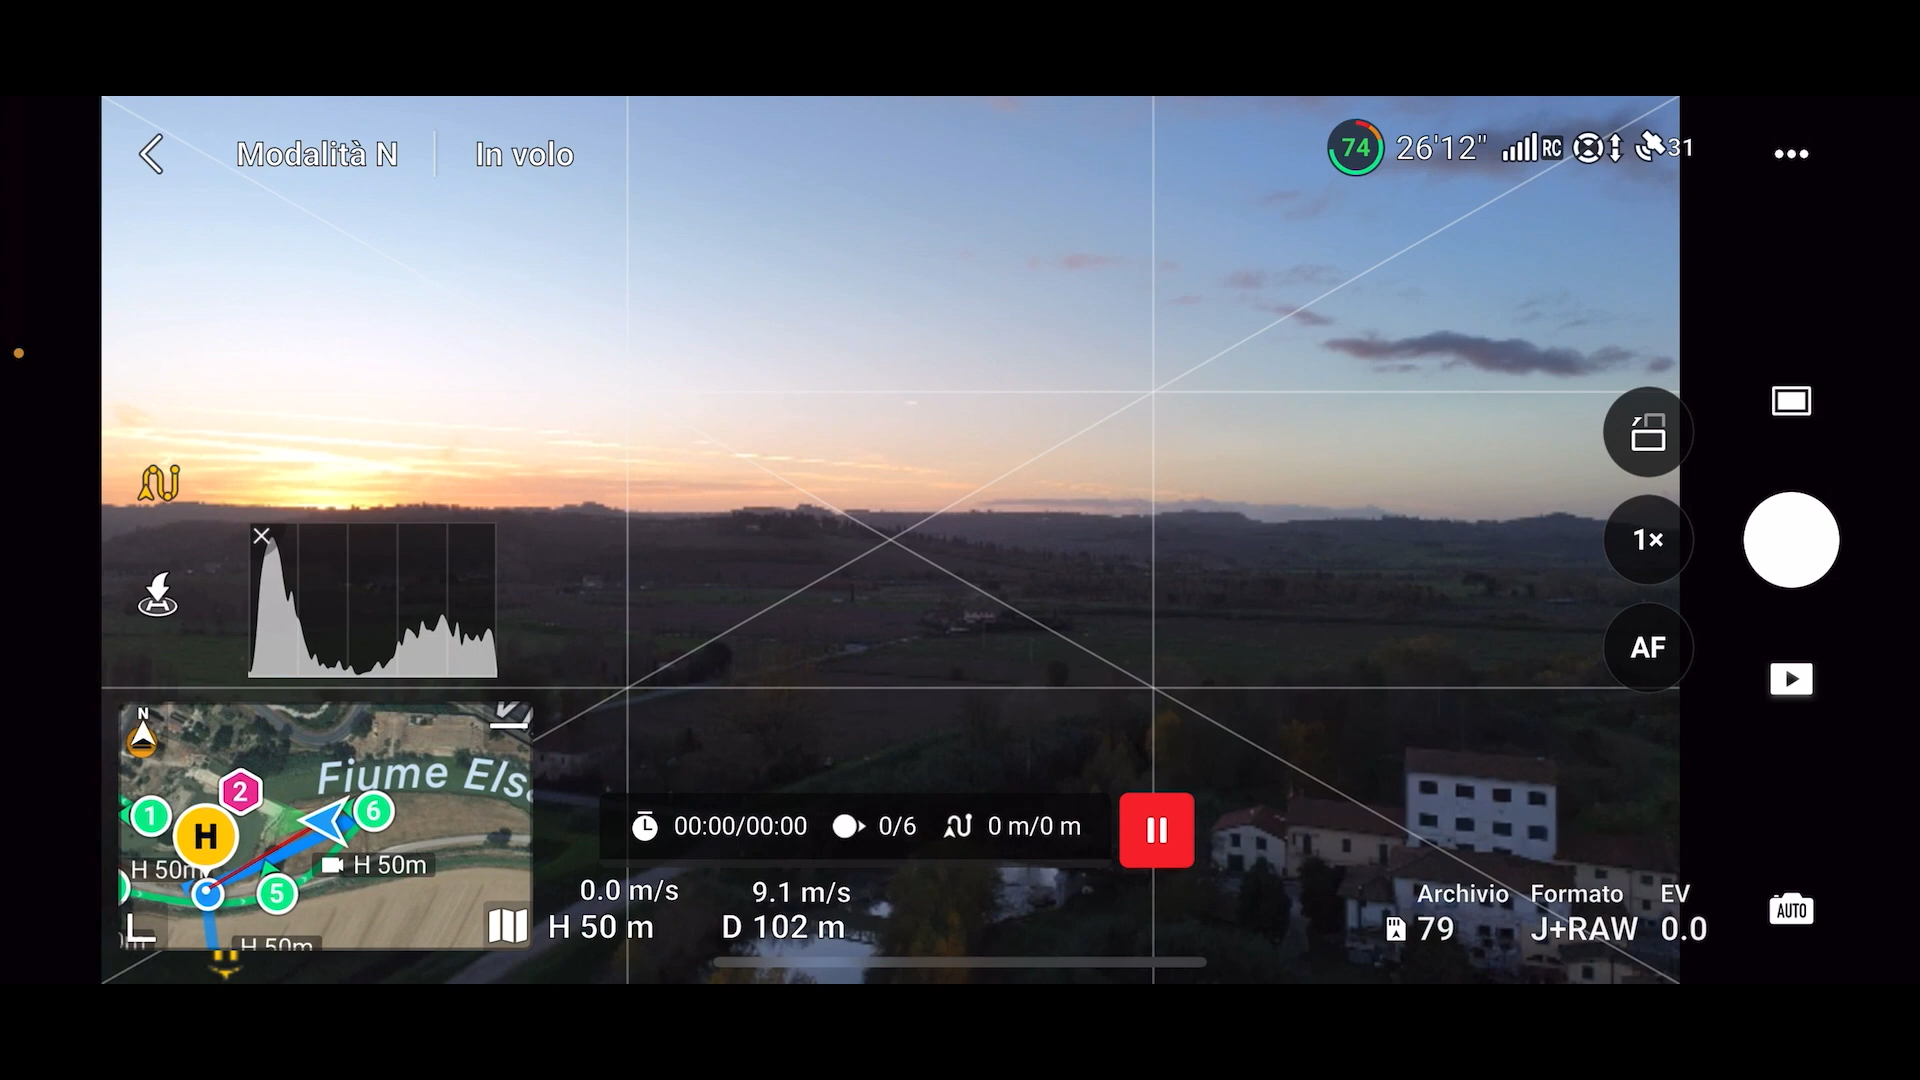 Modalità N
In volo
74
26'12"
RC
31
1×
AF
N
Fiume Els
1
2
6
H
H 50m
H 50m
5
H 50m
00:00/00:00
0/6
0 m/0 m
0.0 m/s
9.1 m/s
H 50 m
D 102 m
Archivio
Formato
EV
79
J+RAW
0.0
AUTO